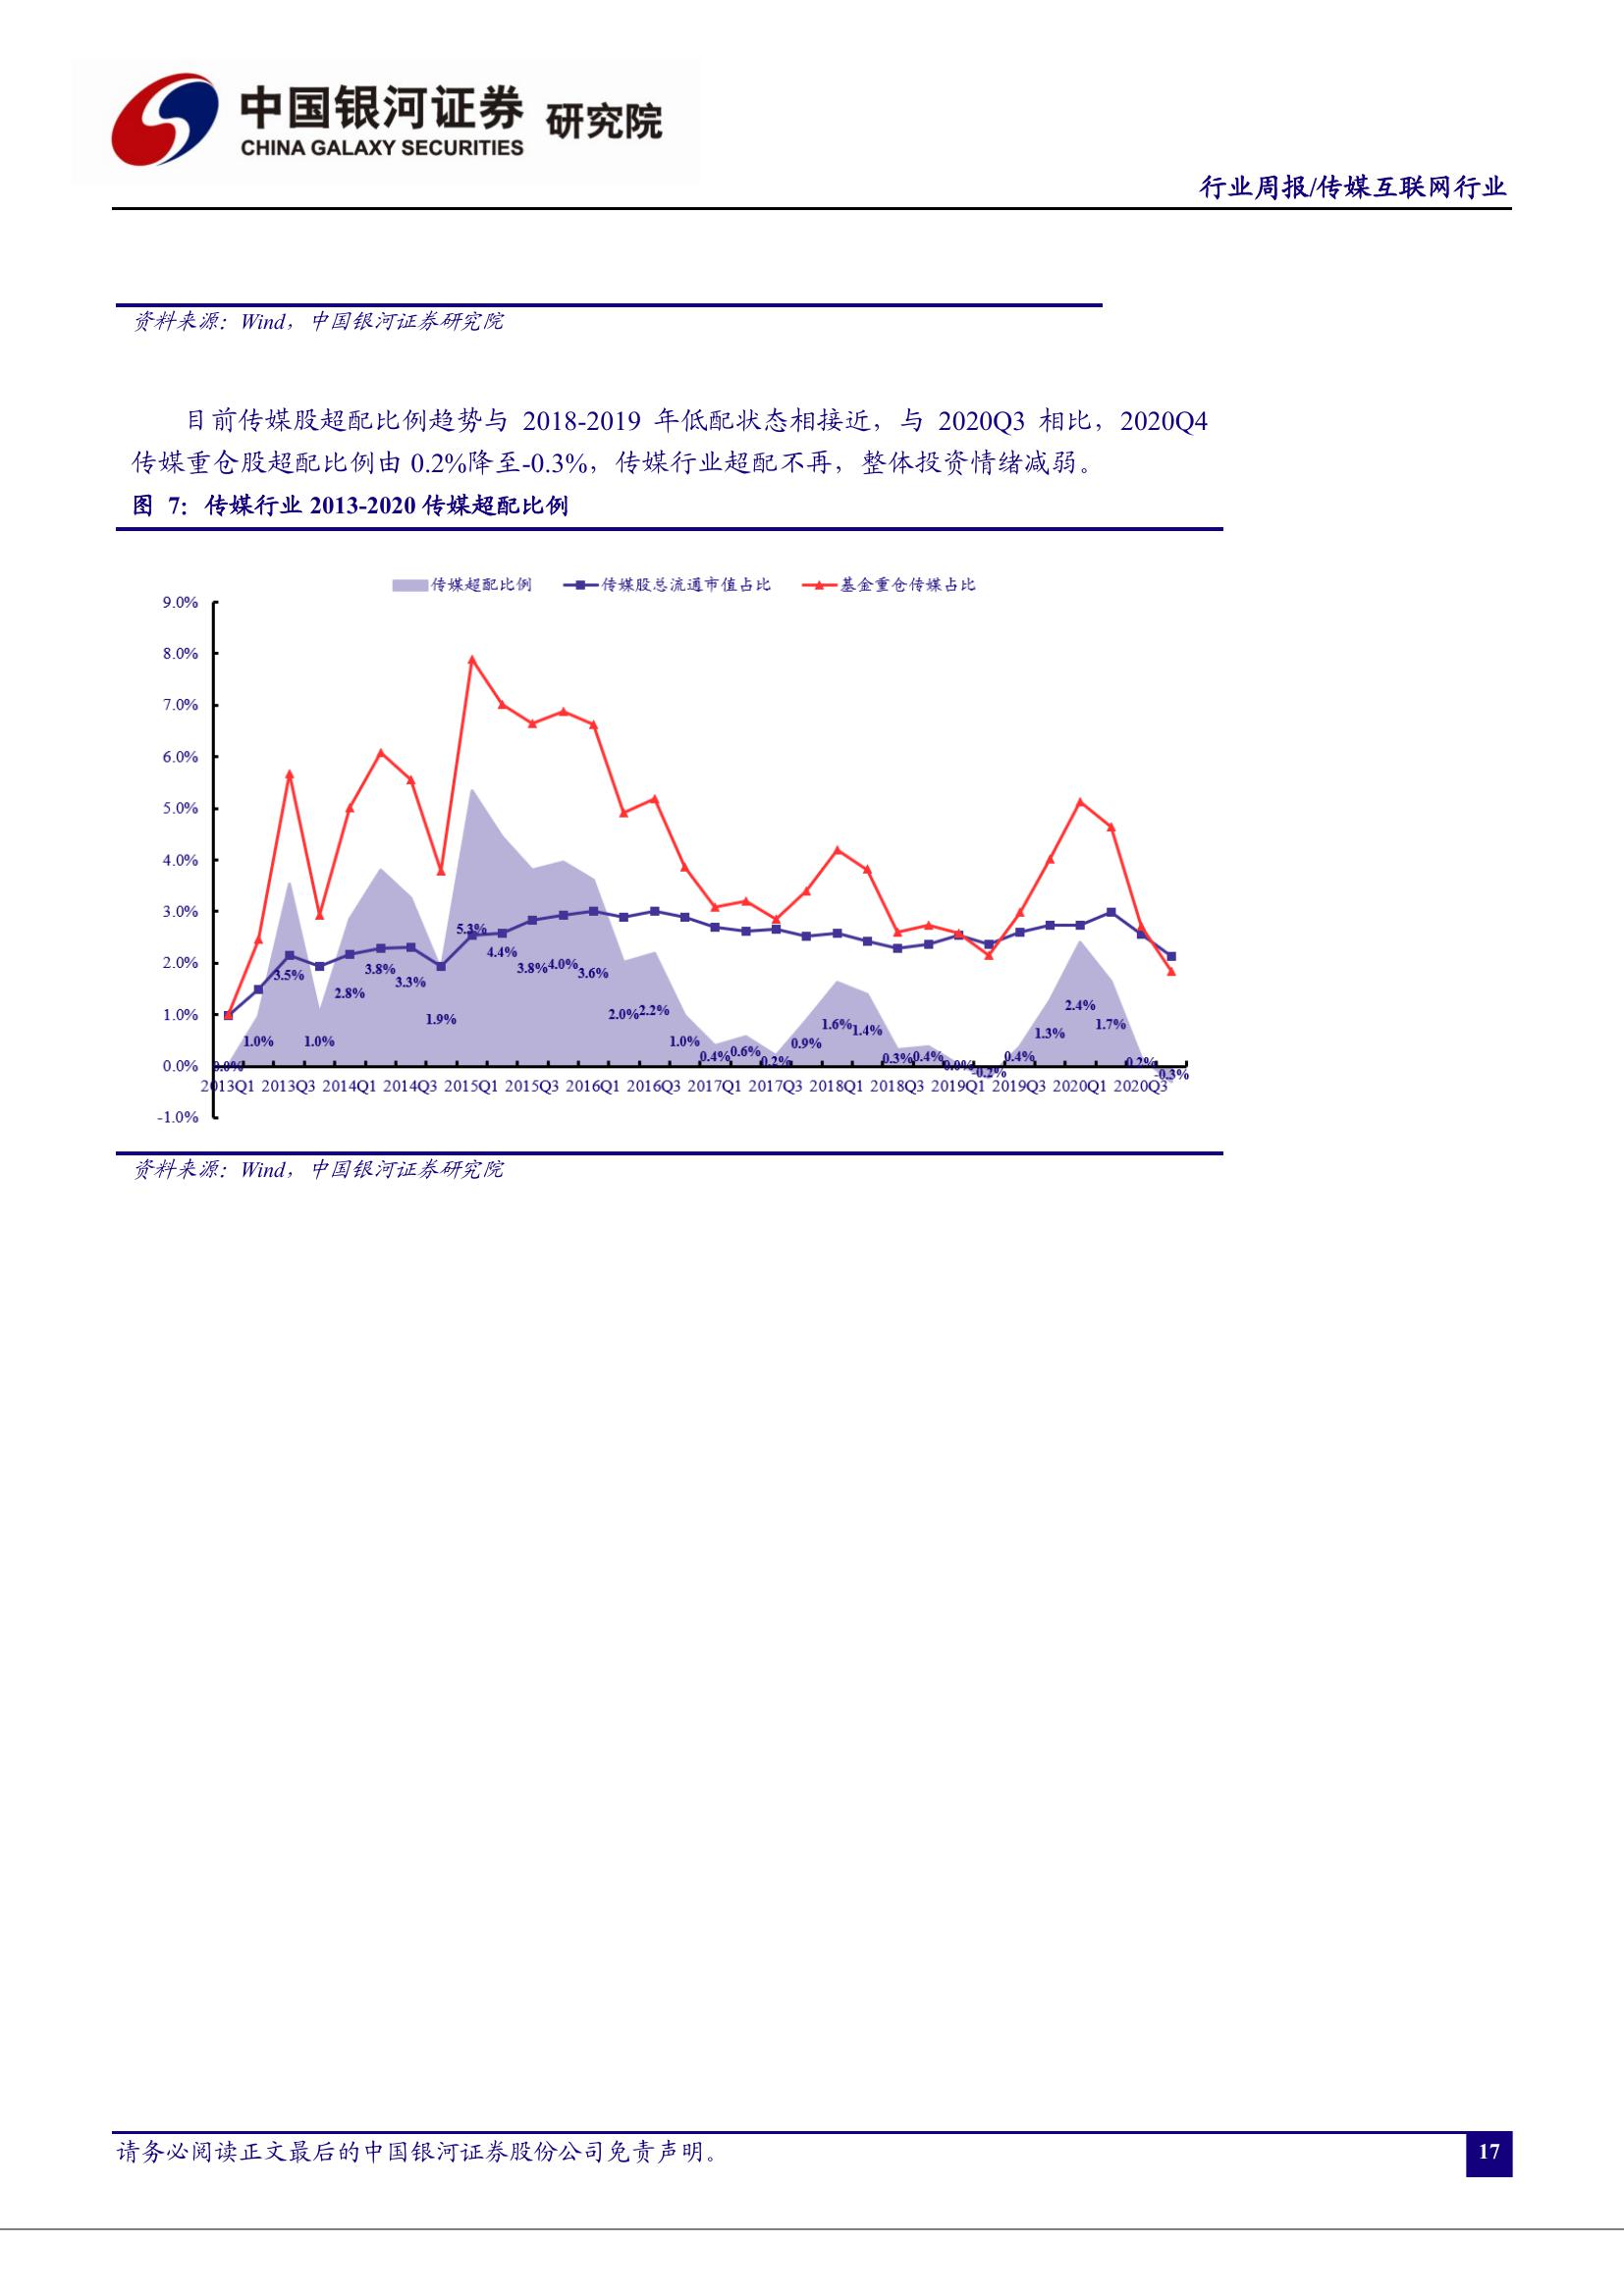 中国银河证券 研究院
CHINA GALAXY SECURITIES
行业周报/传媒互联网行业
资料来源：Wind，中国银河证券研究院
目前传媒股超配比例趋势与 2018-2019 年低配状态相接近，与 2020Q3 相比，2020Q4
传媒重仓股超配比例由 0.2%降至-0.3%，传媒行业超配不再，整体投资情绪减弱。
图 7：传媒行业 2013-2020 传媒超配比例
传媒超配比例 传媒股总流通市值占比 基金重仓传媒占比
9.0%
8.0%
7.0%
6.0%
5.0%
4.0%
3.0%
2.0%
1.0%
0.0%
-1.0%
0.0% 1.0% 3.5% 1.0% 2.8% 3.8% 3.3% 1.9% 5.3% 4.4% 3.8% 4.0% 3.6% 2.0% 2.2% 1.0% 0.4% 0.6% 0.2% 0.9% 1.6% 1.4% 0.3% 0.4% 0.0% -0.2% 0.4% 1.3% 2.4% 1.7% 0.2% -0.3%
2013Q1 2013Q3 2014Q1 2014Q3 2015Q1 2015Q3 2016Q1 2016Q3 2017Q1 2017Q3 2018Q1 2018Q3 2019Q1 2019Q3 2020Q1 2020Q3
资料来源：Wind，中国银河证券研究院
请务必阅读正文最后的中国银河证券股份公司免责声明。
17